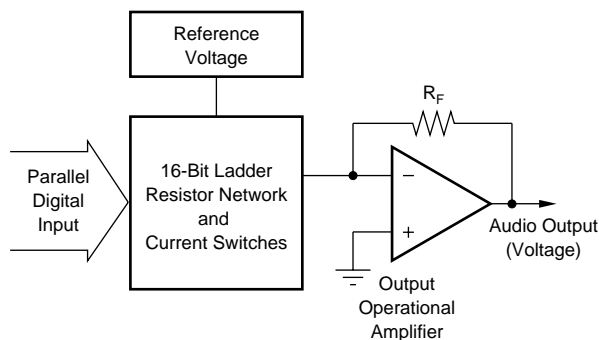 Reference
Voltage
R_F
Parallel
Digital
Input
16-Bit Ladder
Resistor Network
and
Current Switches
–
+
Audio Output
(Voltage)
Output
Operational
Amplifier